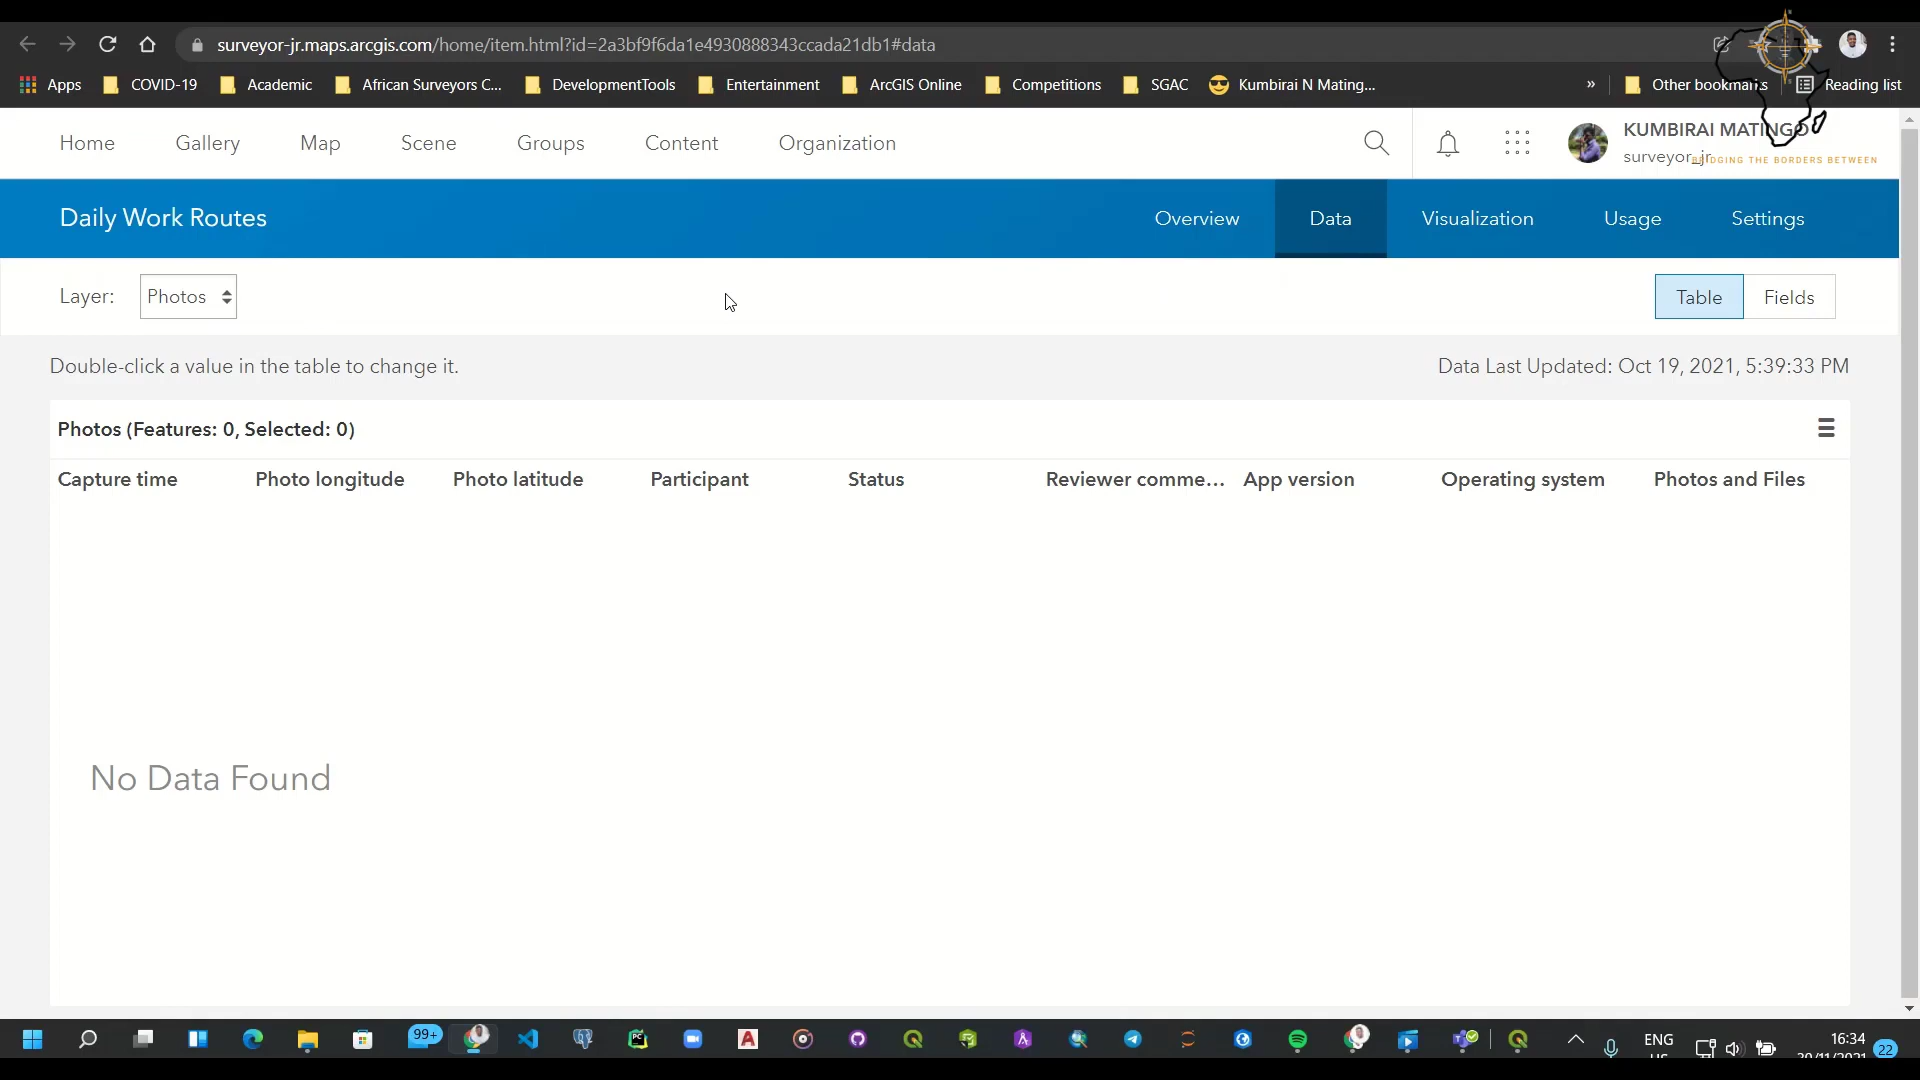 surveyor-jr.maps.arcgis.com/home/item.html?id=2a3bf9f6da1e4930888343ccada21db1#data
Apps COVID-19 Academic African Surveyors C... DevelopmentTools Entertainment ArcGIS Online Competitions SGAC Kumbirai N Mating... » Other bookmarks Reading list
Home Gallery Map Scene Groups Content Organization
KUMBIRAI MATINGO
surveyor_jr
BRIDGING THE BORDERS BETWEEN
Daily Work Routes Overview Data Visualization Usage Settings
Layer: Photos Table Fields
Double-click a value in the table to change it. Data Last Updated: Oct 19, 2021, 5:39:33 PM
Photos (Features: 0, Selected: 0)
Capture time Photo longitude Photo latitude Participant Status Reviewer comme... App version Operating system Photos and Files
No Data Found
99+ ENG 16:34
22